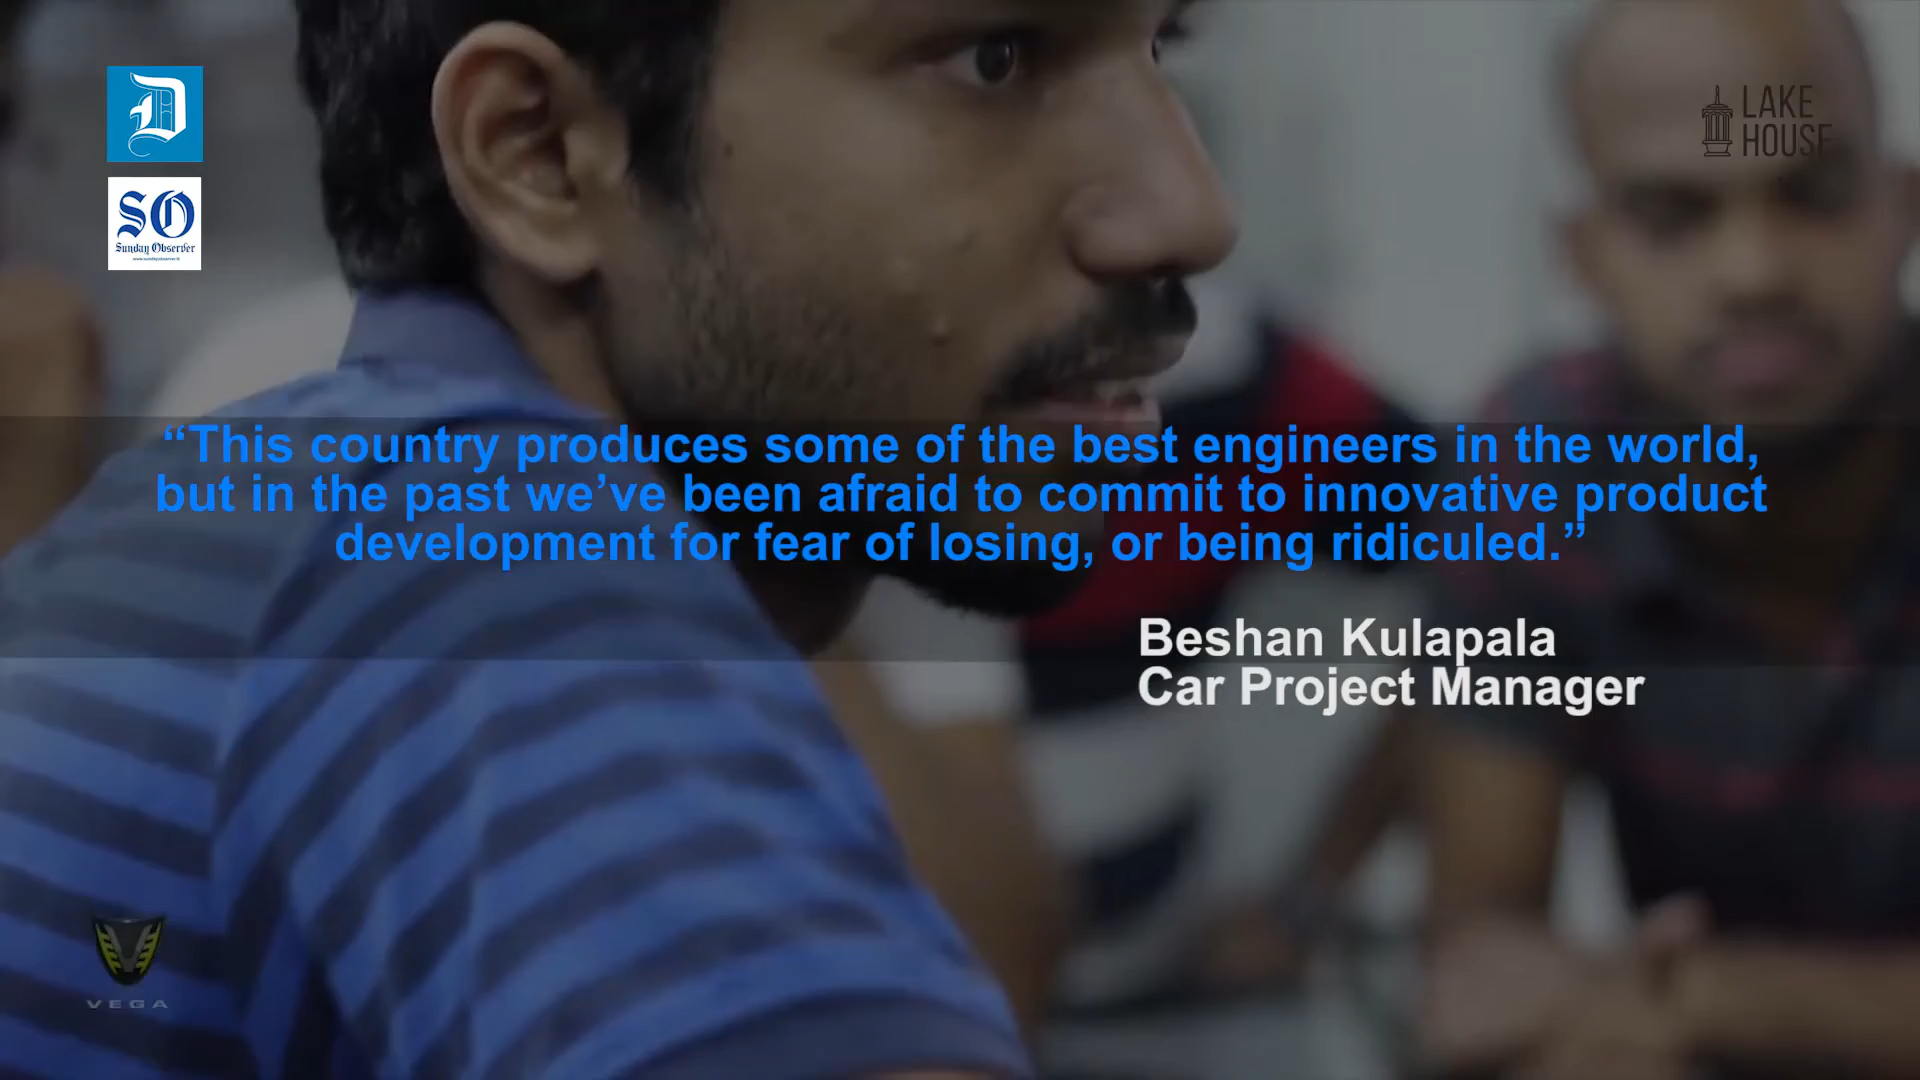 D
LAKE
HOUSE
SO
Sunday Observer
“This country produces some of the best engineers in the world,
but in the past we’ve been afraid to commit to innovative product
development for fear of losing, or being ridiculed.”
Beshan Kulapala
Car Project Manager
VEGA